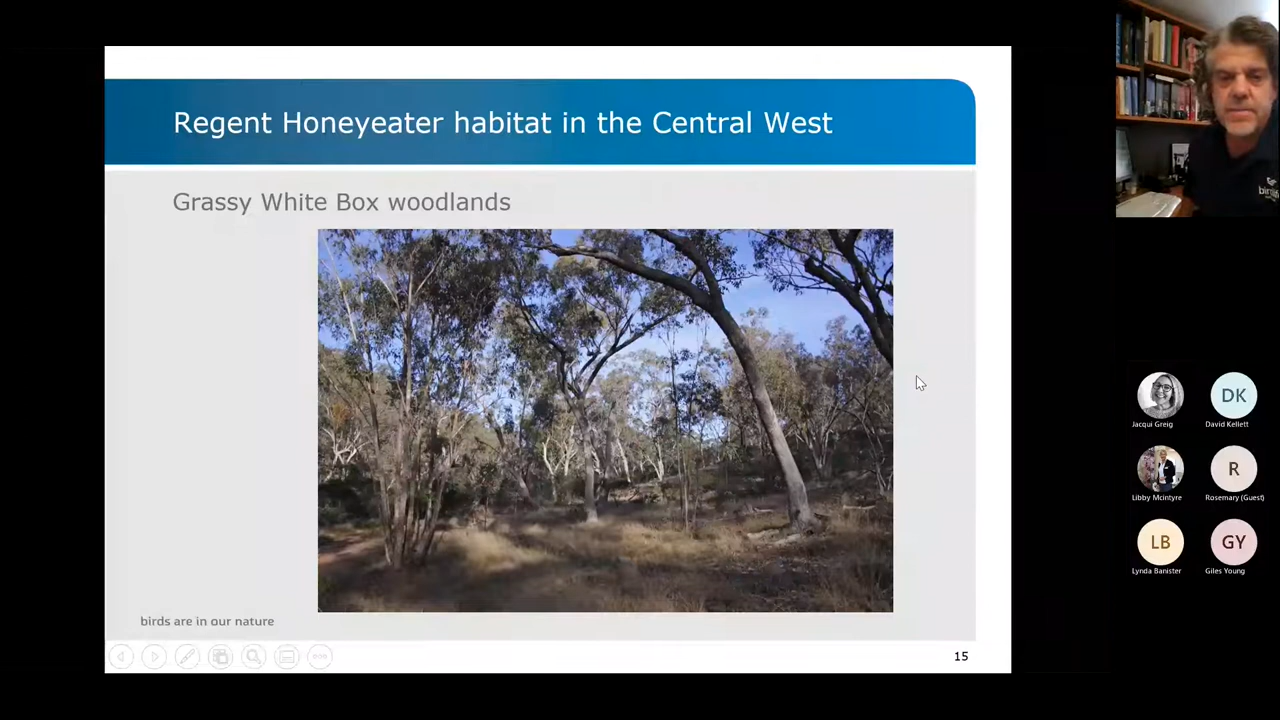 Regent Honeyeater habitat in the Central West
Grassy White Box woodlands
birds are in our nature
15
Jacqui Greig
DK
David Kellett
Libby Mcintyre
R
Rosemary (Guest)
LB
Lynda Banister
GY
Giles Young